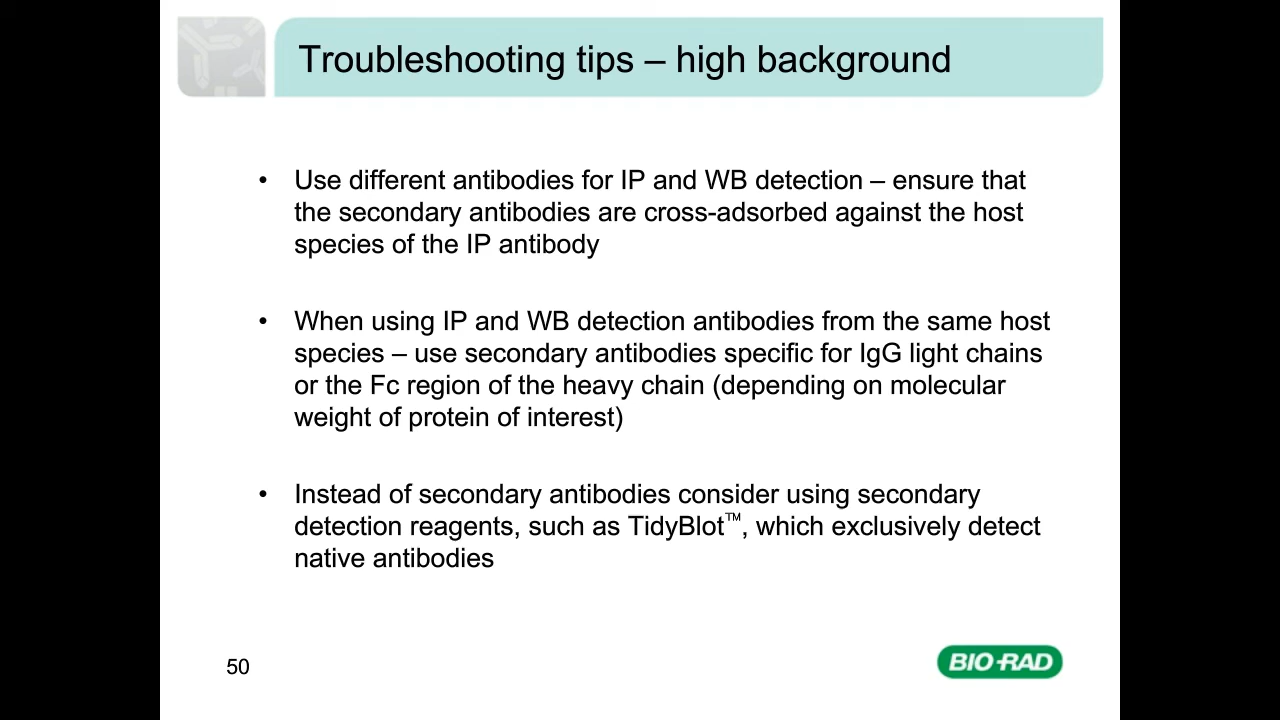 Troubleshooting tips – high background
• Use different antibodies for IP and WB detection – ensure that
the secondary antibodies are cross-adsorbed against the host
species of the IP antibody
• When using IP and WB detection antibodies from the same host
species – use secondary antibodies specific for IgG light chains
or the Fc region of the heavy chain (depending on molecular
weight of protein of interest)
• Instead of secondary antibodies consider using secondary
detection reagents, such as TidyBlot™, which exclusively detect
native antibodies
50
BIO-RAD